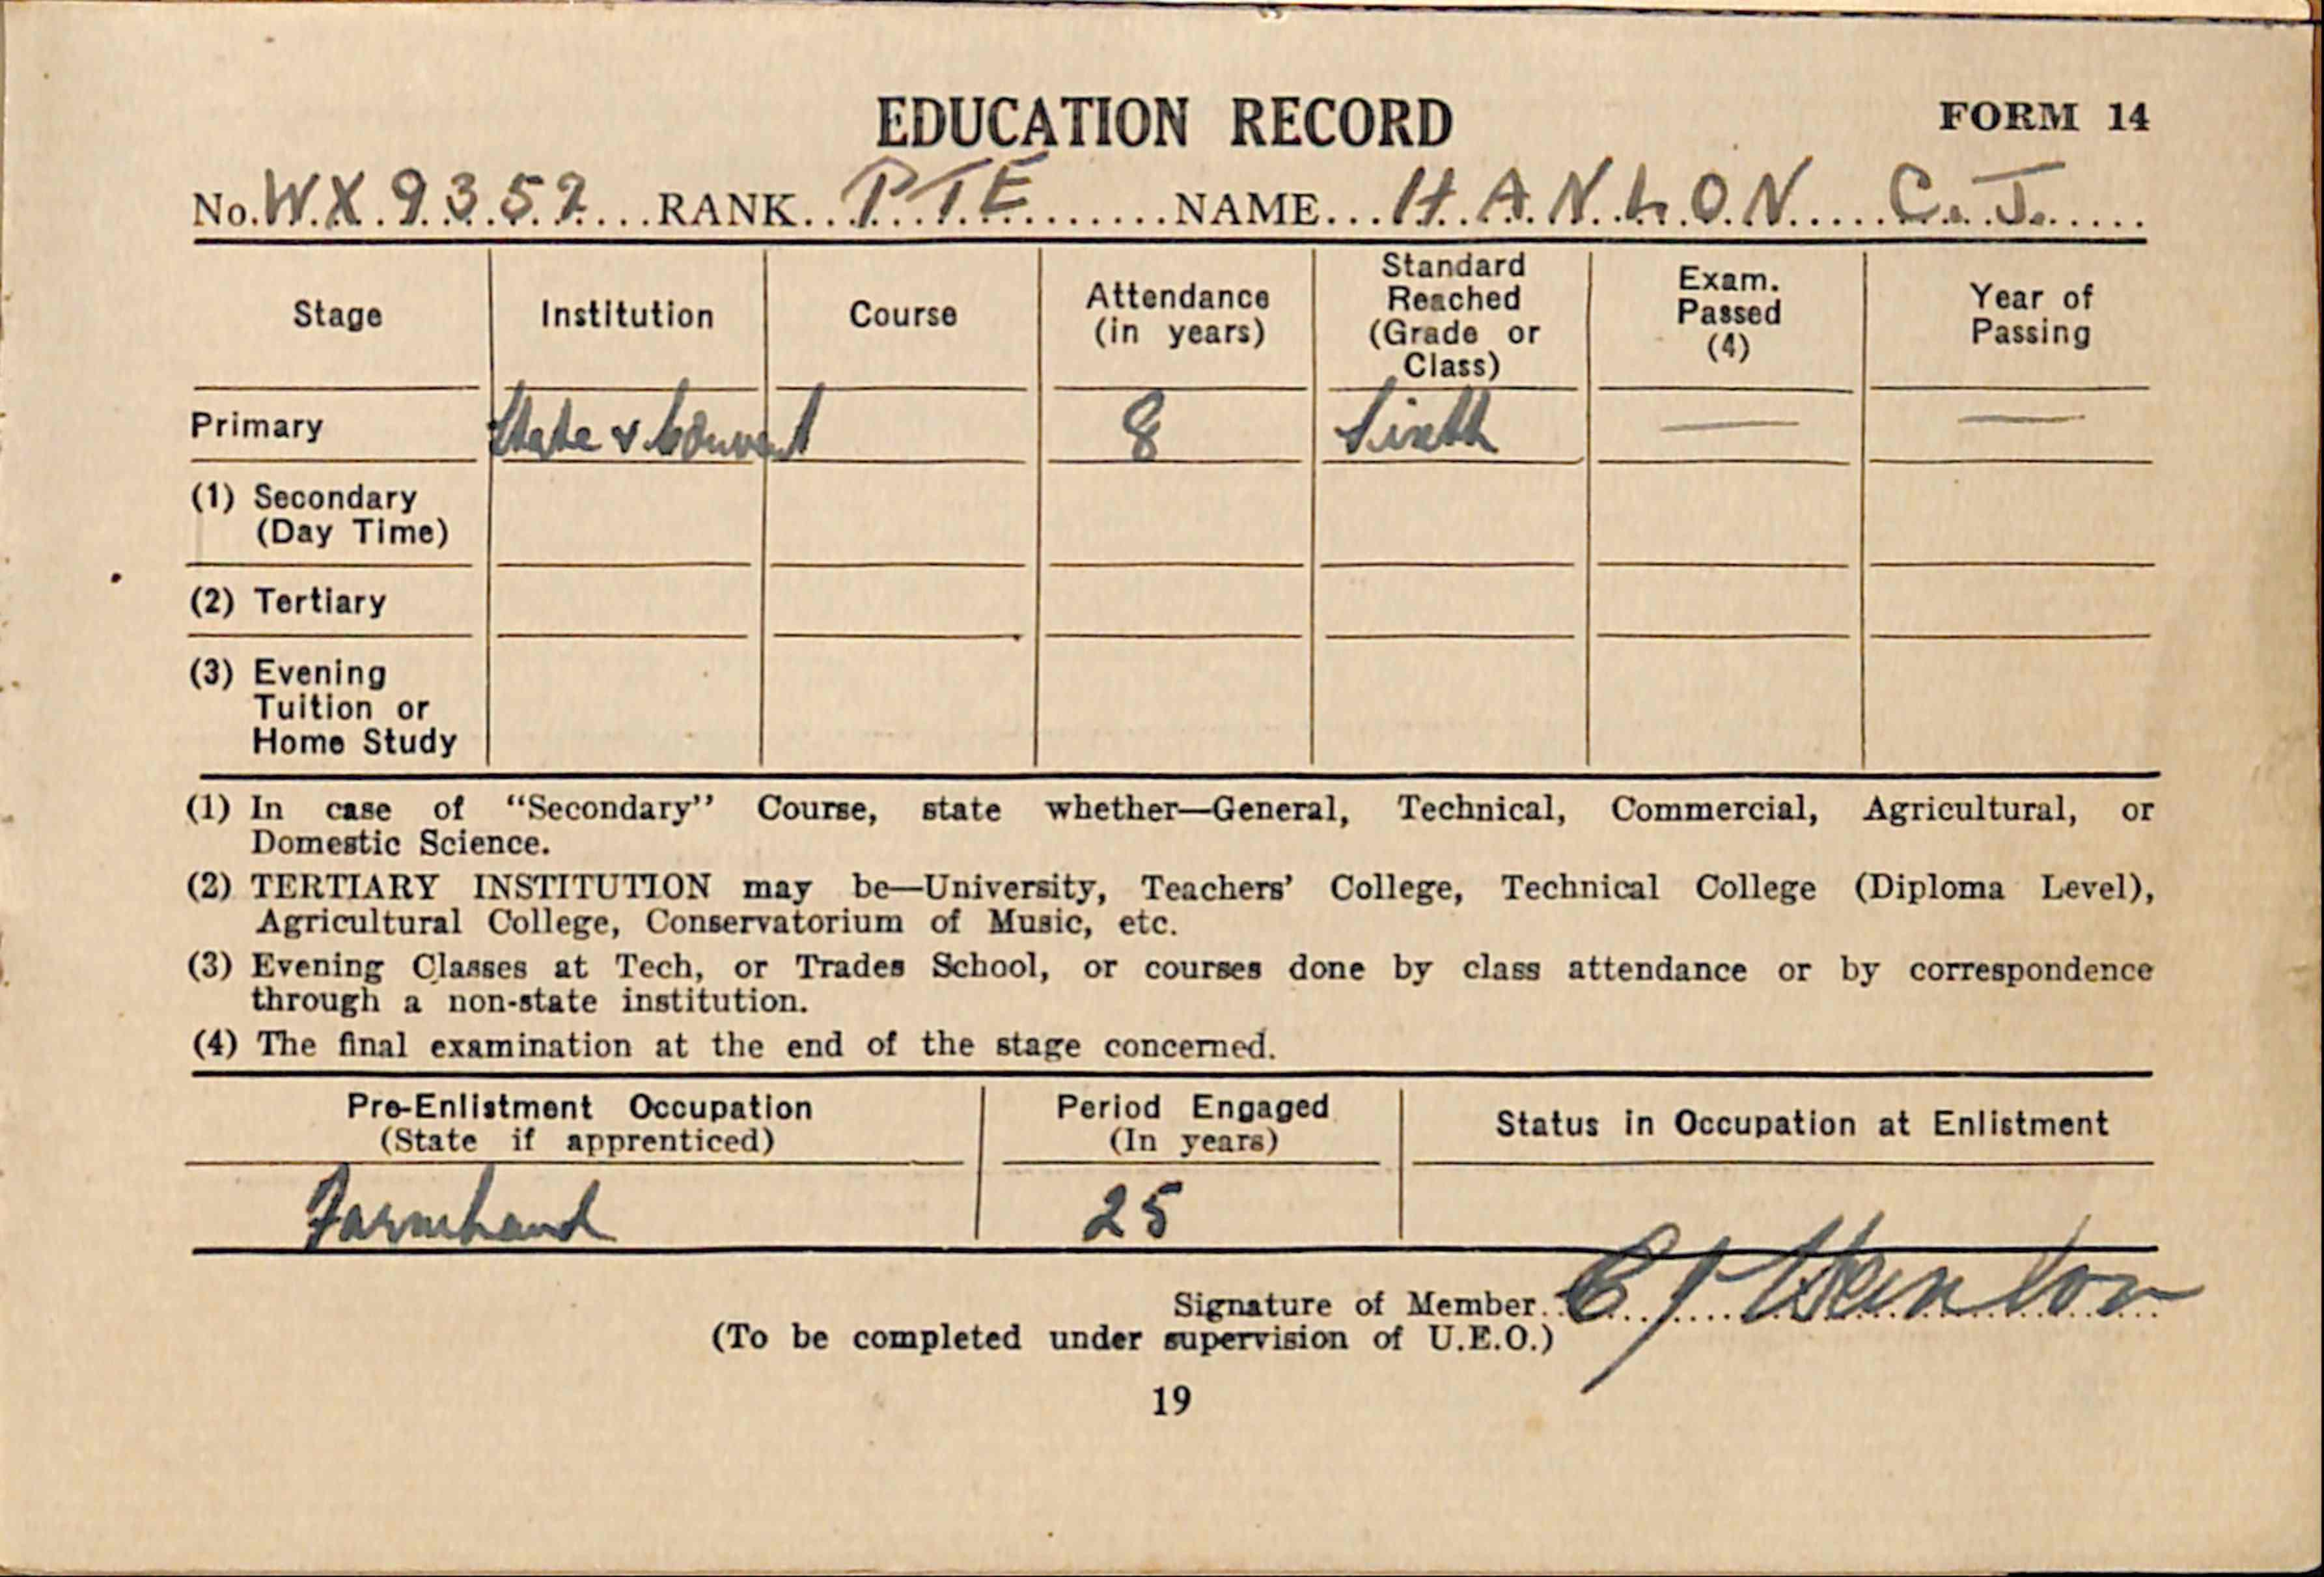 EDUCATION RECORD FORM 14
No. WX9352 RANK PTE NAME HANLON C. J.
Stage Institution Course Attendance (in years) Standard Reached (Grade or Class) Exam. Passed (4) Year of Passing
Primary State & Convent 8 Sixth — —
(1) Secondary
(Day Time)
(2) Tertiary
(3) Evening
Tuition or
Home Study
(1) In case of “Secondary” Course, state whether—General, Technical, Commercial, Agricultural, or
Domestic Science.
(2) TERTIARY INSTITUTION may be—University, Teachers’ College, Technical College (Diploma Level),
Agricultural College, Conservatorium of Music, etc.
(3) Evening Classes at Tech, or Trades School, or courses done by class attendance or by correspondence
through a non-state institution.
(4) The final examination at the end of the stage concerned.
Pre-Enlistment Occupation (State if apprenticed) Period Engaged (In years) Status in Occupation at Enlistment
Farmhand 25
Signature of Member. C J Hanlon
(To be completed under supervision of U.E.O.)
19